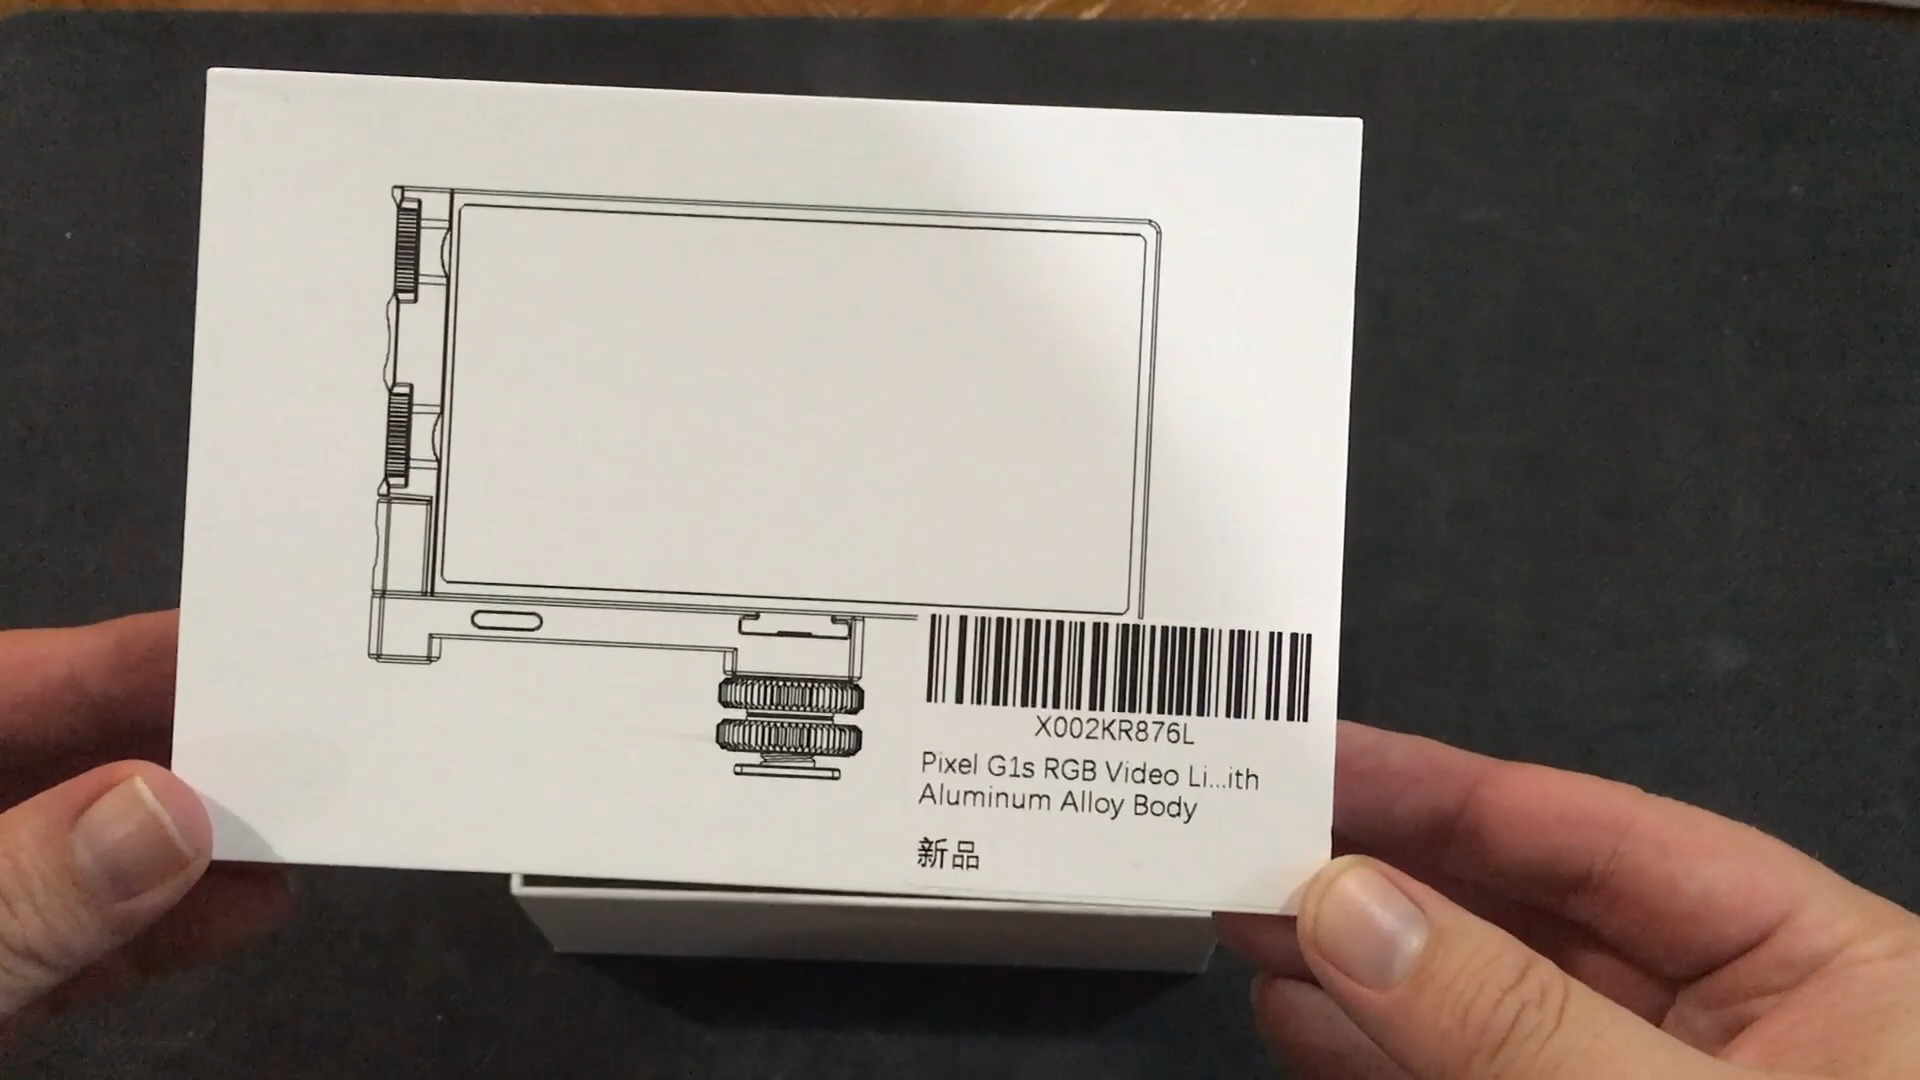 X002KR876L
Pixel G1s RGB Video Li...ith
Aluminum Alloy Body
新品